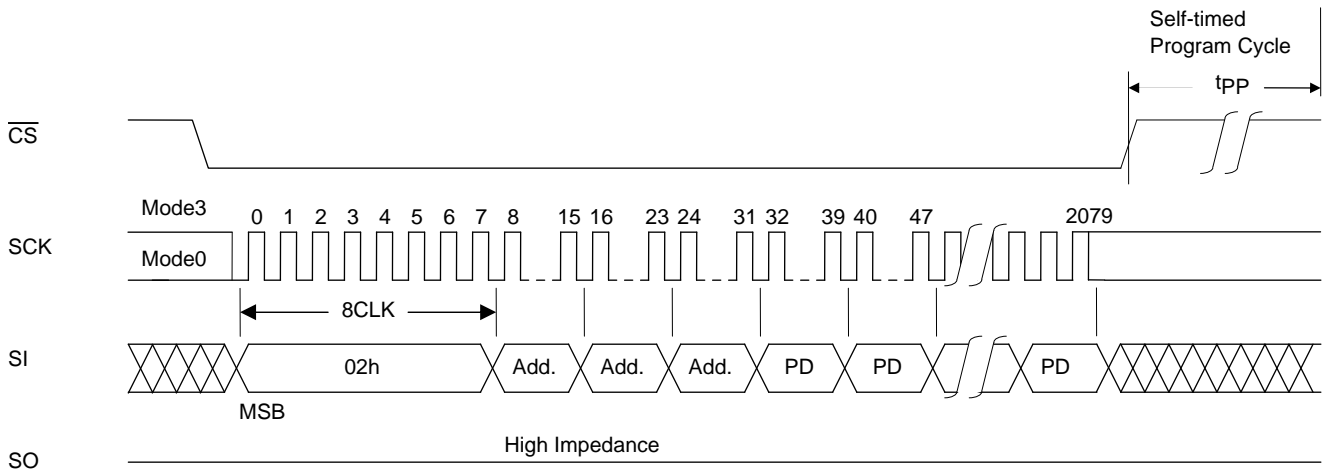 Self-timed
Program Cycle
tPP
CS
Mode3
0 1 2 3 4 5 6 7 8 15 16 23 24 31 32 39 40 47 2079
SCK
Mode0
8CLK
SI
02h Add. Add. Add. PD PD PD
MSB
High Impedance
SO